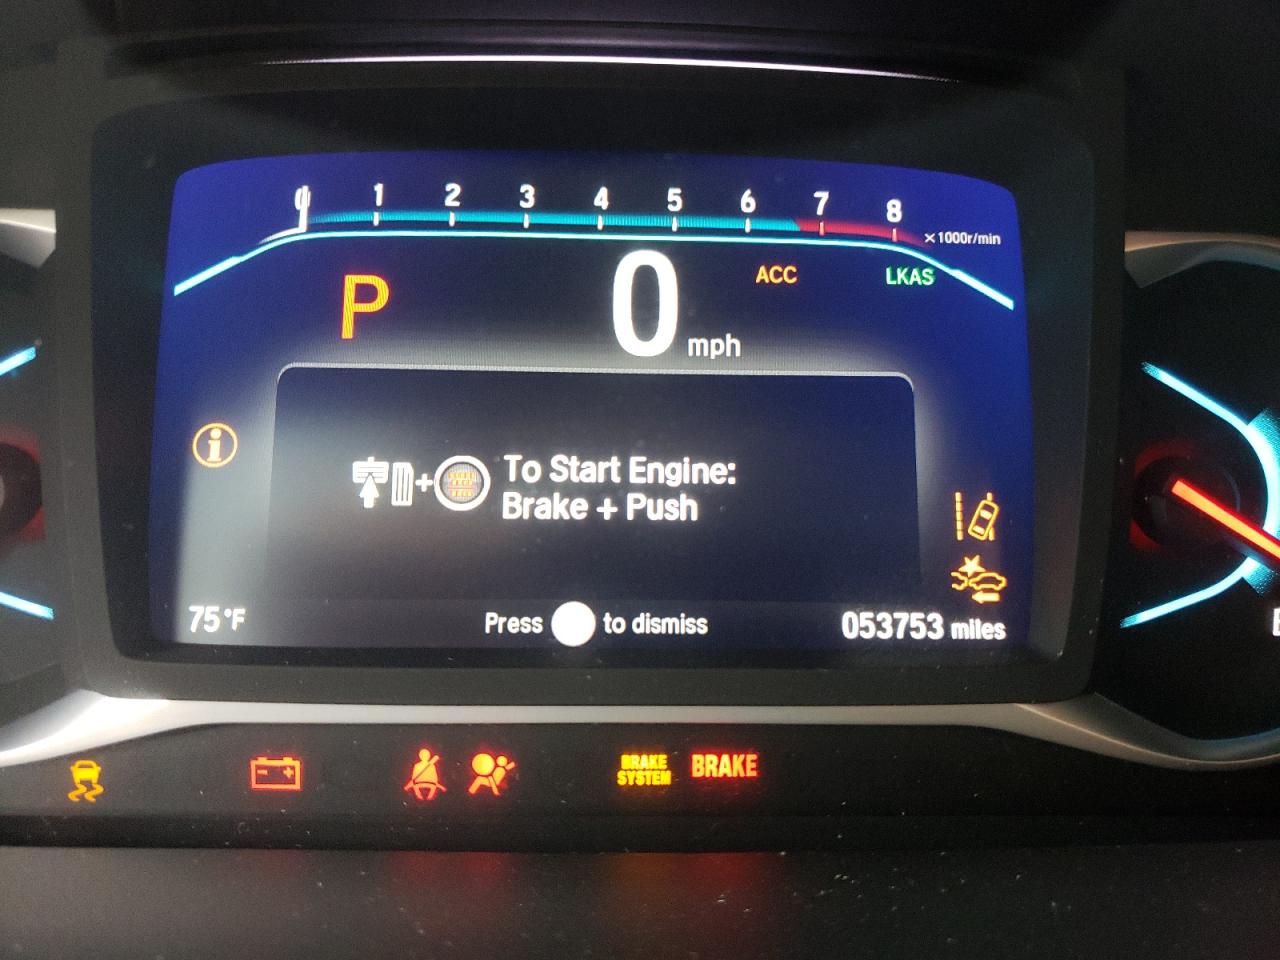 0 1 2 3 4 5 6 7 8
x1000r/min
P 0 mph ACC LKAS
To Start Engine:
Brake + Push
75°F Press to dismiss 053753 miles
BRAKE SYSTEM BRAKE